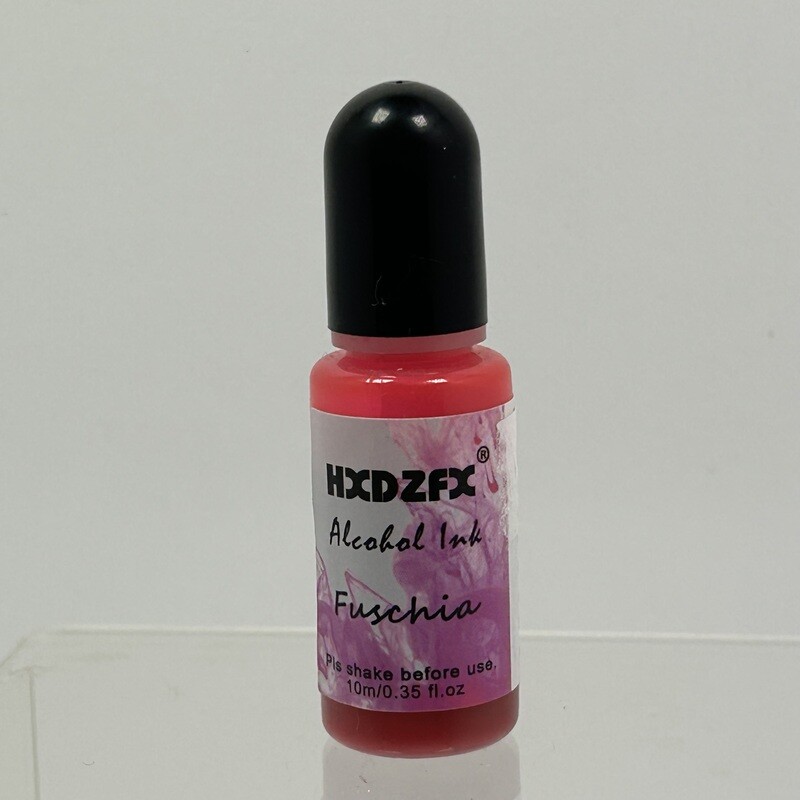 HXDZFX®
Alcohol Ink
Fuschia
Pls shake before use.
10m/0.35 fl.oz